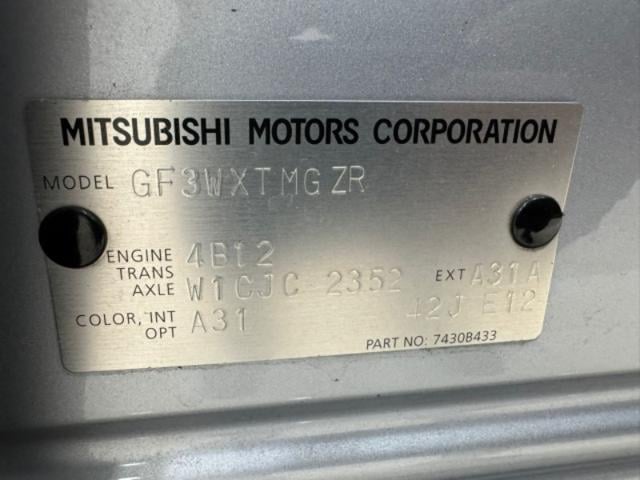 MITSUBISHI MOTORS CORPORATION
MODEL GF3WXTMGZR
ENGINE 4B12
TRANS AXLE W1CJC 2352 EXT A31A
COLOR, INT OPT A31 42J E12
PART NO: 7430B433